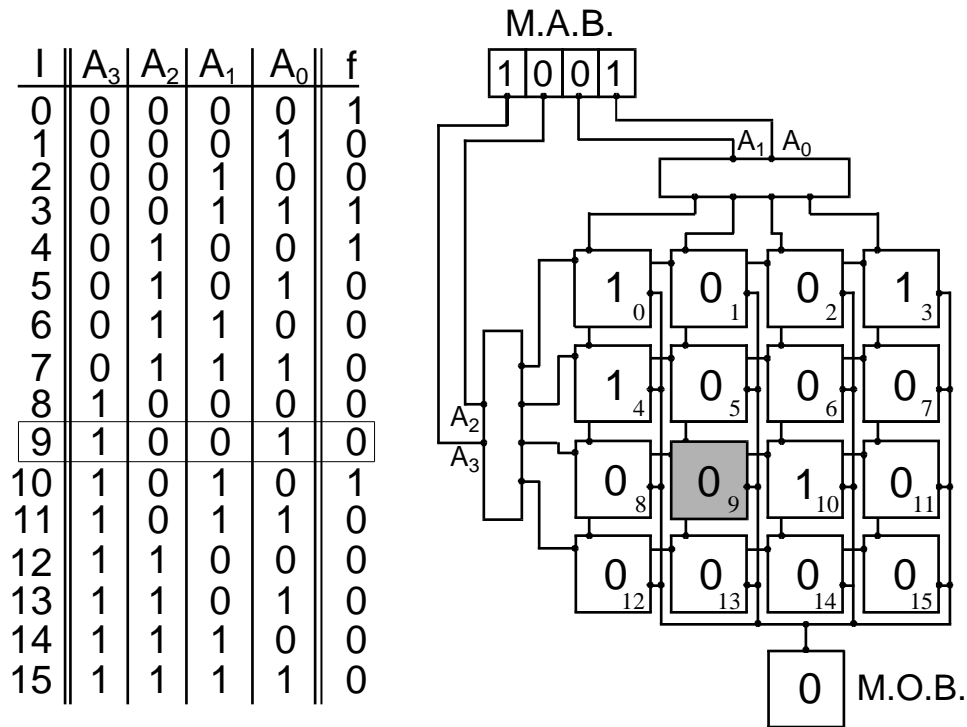 I A₃ A₂ A₁ A₀ f
0 0 0 0 0 1
1 0 0 0 1 0
2 0 0 1 0 0
3 0 0 1 1 1
4 0 1 0 0 1
5 0 1 0 1 0
6 0 1 1 0 0
7 0 1 1 1 0
8 1 0 0 0 0
9 1 0 0 1 0
10 1 0 1 0 1
11 1 0 1 1 0
12 1 1 0 0 0
13 1 1 0 1 0
14 1 1 1 0 0
15 1 1 1 1 0
M.A.B.
1 0 0 1
A₁ A₀
1 0 0 0 1 0 2 1 3
A₂
A₃
1 4 0 5 0 6 0 7
0 8 0 9 1 10 0 11
0 12 0 13 0 14 0 15
0 M.O.B.